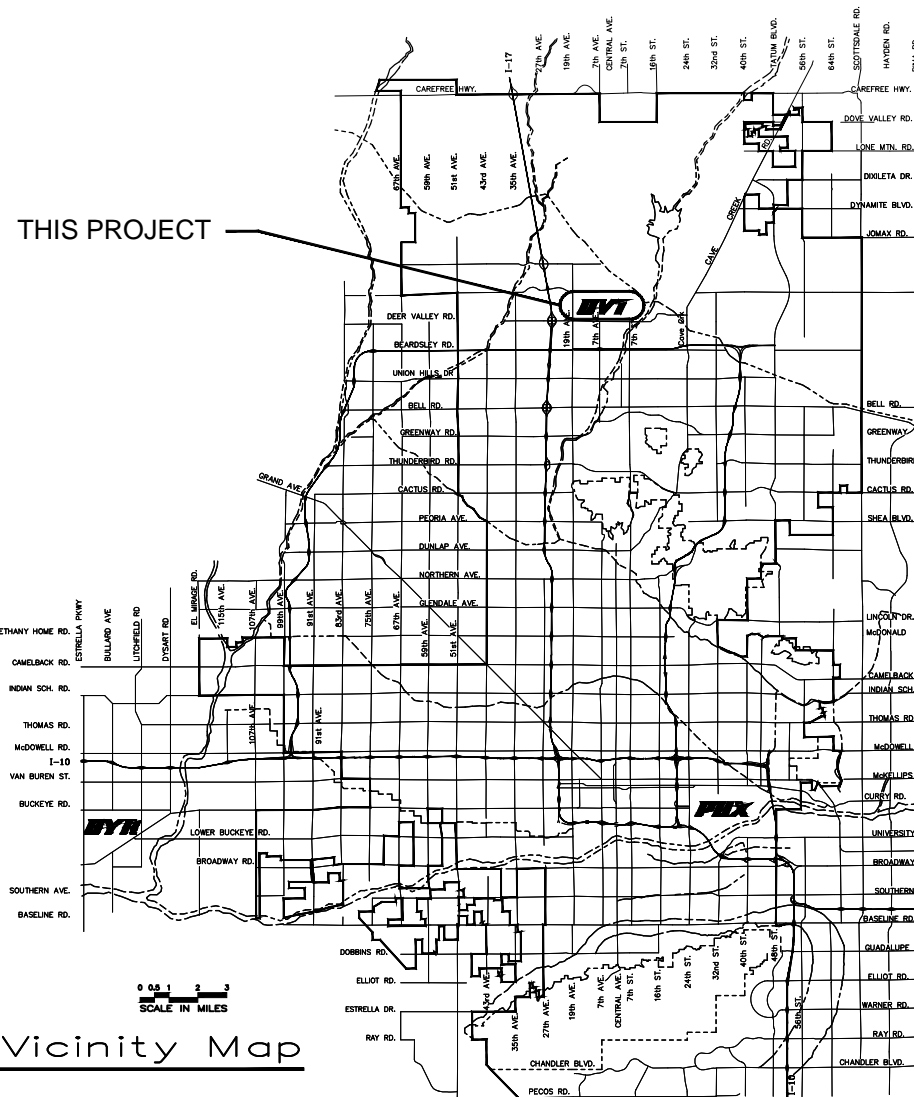 I-17
27th AVE.
19th AVE.
7th AVE.
CENTRAL AVE.
7th ST.
16th ST.
24th ST.
32nd ST.
40th ST.
TATUM BLVD.
56th ST.
64th ST.
SCOTTSDALE RD.
HAYDEN RD.
CAREFREE HWY.
CAREFREE HWY.
DOVE VALLEY RD.
LONE MTN. RD.
DIXILETA DR.
DYNAMITE BLVD.
JOMAX RD.
67th AVE.
59th AVE.
51st AVE.
43rd AVE.
35th AVE.
CAVE CREEK RD.
THIS PROJECT
DVT
DEER VALLEY RD.
19th AVE.
7th AVE.
7th
Cave Crk
BEARDSLEY RD.
UNION HILLS DR
BELL RD.
BELL RD.
GREENWAY RD.
GREENWAY
THUNDERBIRD RD.
THUNDERBIR
GRAND AVE.
CACTUS RD.
CACTUS RD.
PEORIA AVE.
SHEA BLVD.
DUNLAP AVE.
NORTHERN AVE.
GLENDALE AVE.
ESTRELLA PKWY
BULLARD AVE
LITCHFIELD RD
DYSART RD
EL MIRAGE RD.
115th AVE.
107th AVE.
99th AVE.
91st AVE.
83rd AVE.
75th AVE.
67th AVE.
59th AVE.
51st AVE.
ETHANY HOME RD.
LINCOLN DR.
McDONALD
CAMELBACK RD.
CAMELBACK
INDIAN SCH. RD.
INDIAN SCH.
THOMAS RD.
THOMAS RD
107th AVE.
91st AVE.
McDOWELL RD.
McDOWELL
I-10
VAN BUREN ST.
McKELLIPS
BUCKEYE RD.
CURRY RD.
GYR
PHX
LOWER BUCKEYE RD.
UNIVERSITY
BROADWAY RD.
BROADWAY
SOUTHERN AVE.
SOUTHERN
BASELINE RD.
BASELINE RD
DOBBINS RD.
GUADALUPE
ELLIOT RD.
ELLIOT RD.
ESTRELLA DR.
WARNER RD.
RAY RD.
RAY RD.
43rd AVE.
35th AVE.
27th AVE.
19th AVE.
7th AVE.
CENTRAL AVE.
7th ST.
16th ST.
24th ST.
32nd ST.
40th ST.
48th ST.
56th ST.
CHANDLER BLVD.
CHANDLER BLVD.
PECOS RD.
I-10
0 0.5 1 2 3
SCALE IN MILES
Vicinity Map